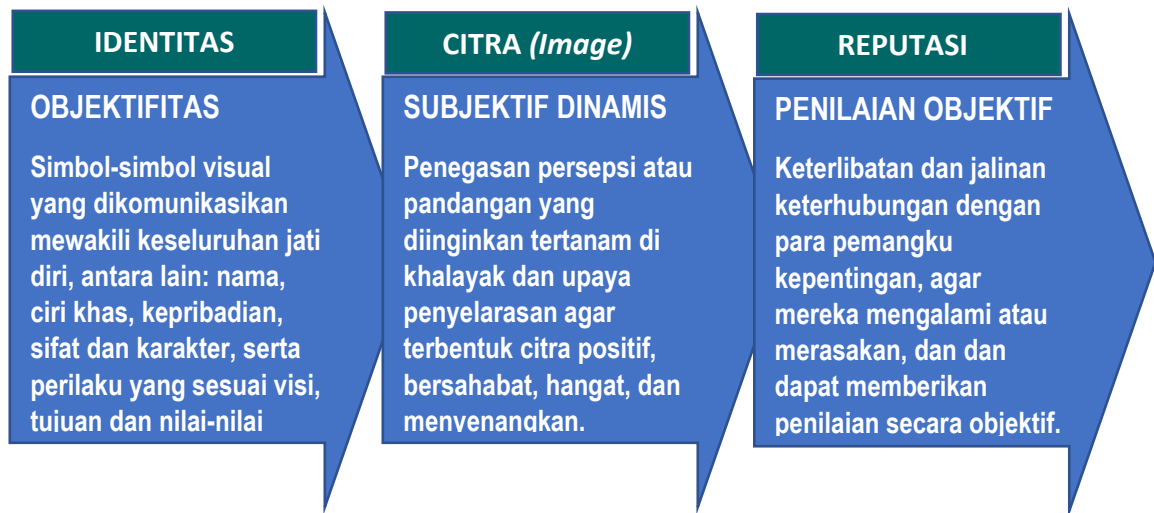 IDENTITAS
OBJEKTIFITAS
Simbol-simbol visual
yang dikomunikasikan
mewakili keseluruhan jati
diri, antara lain: nama,
ciri khas, kepribadian,
sifat dan karakter, serta
perilaku yang sesuai visi,
tujuan dan nilai-nilai
CITRA (Image)
SUBJEKTIF DINAMIS
Penegasan persepsi atau
pandangan yang
diinginkan tertanam di
khalayak dan upaya
penyelarasan agar
terbentuk citra positif,
bersahabat, hangat, dan
menyenangkan.
REPUTASI
PENILAIAN OBJEKTIF
Keterlibatan dan jalinan
keterhubungan dengan
para pemangku
kepentingan, agar
mereka mengalami atau
merasakan, dan dan
dapat memberikan
penilaian secara objektif.